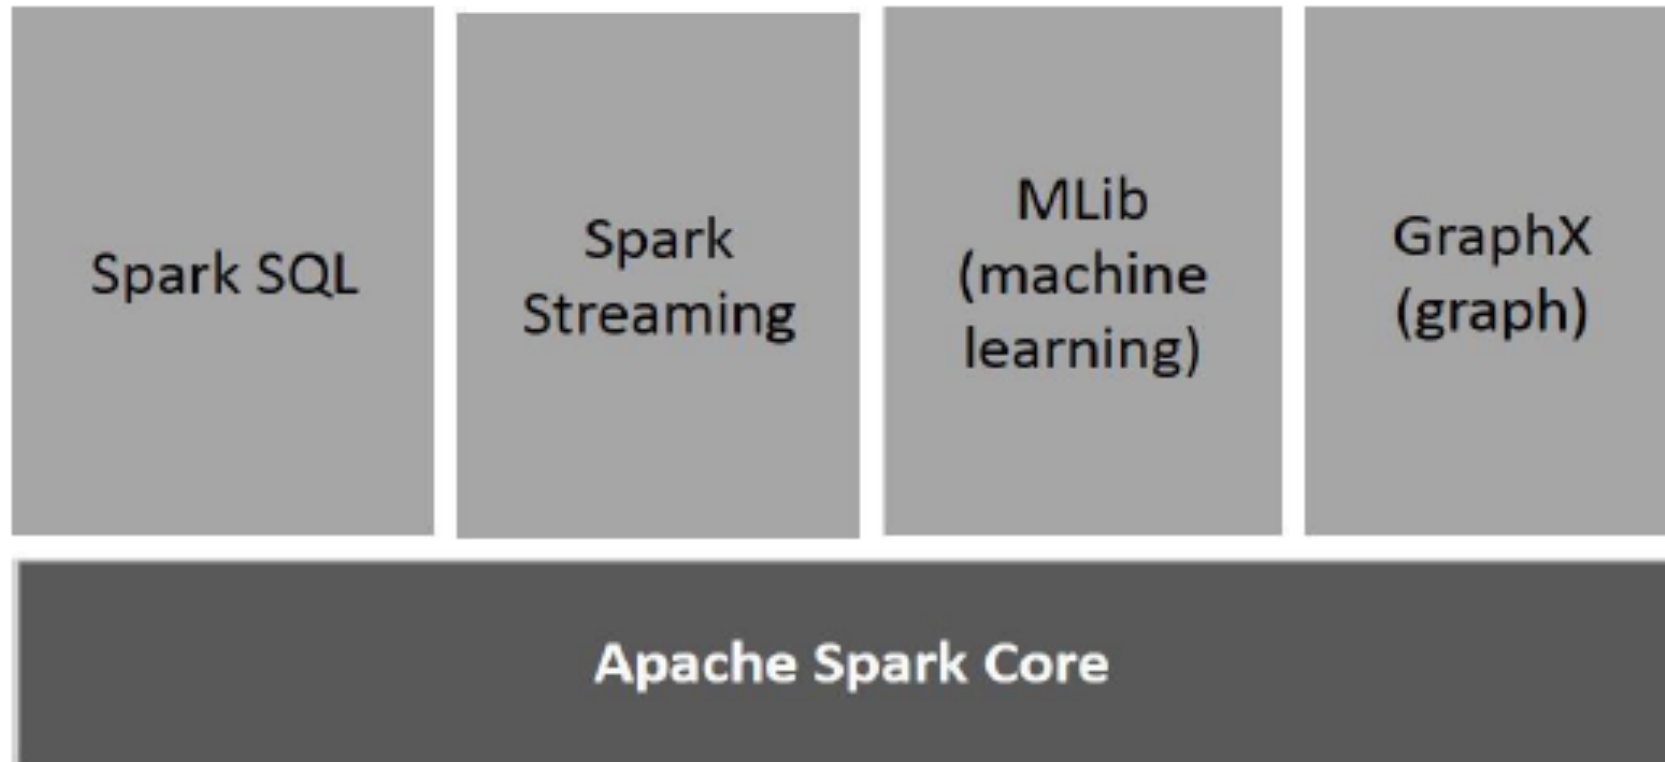 Spark SQL
Spark
Streaming
MLib
(machine
learning)
GraphX
(graph)
Apache Spark Core